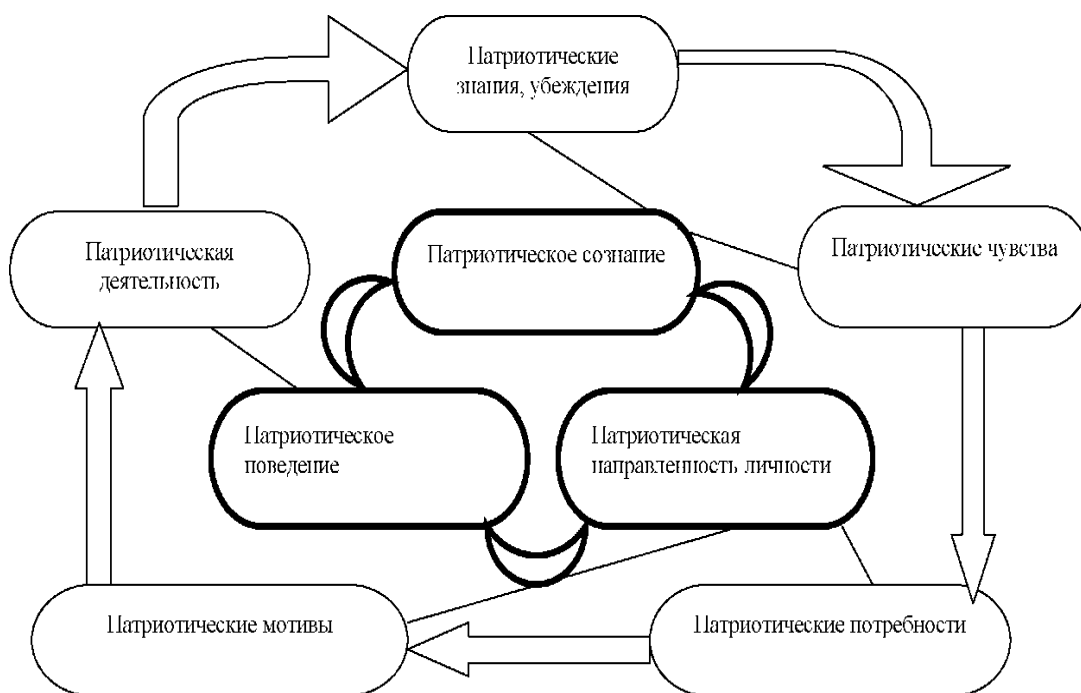 Патриотические
знания, убеждения
Патриотическая
деятельность
Патриотическое сознание
Патриотические чувства
Патриотическое
поведение
Патриотическая
направленность личности
Патриотические мотивы
Патриотические потребности